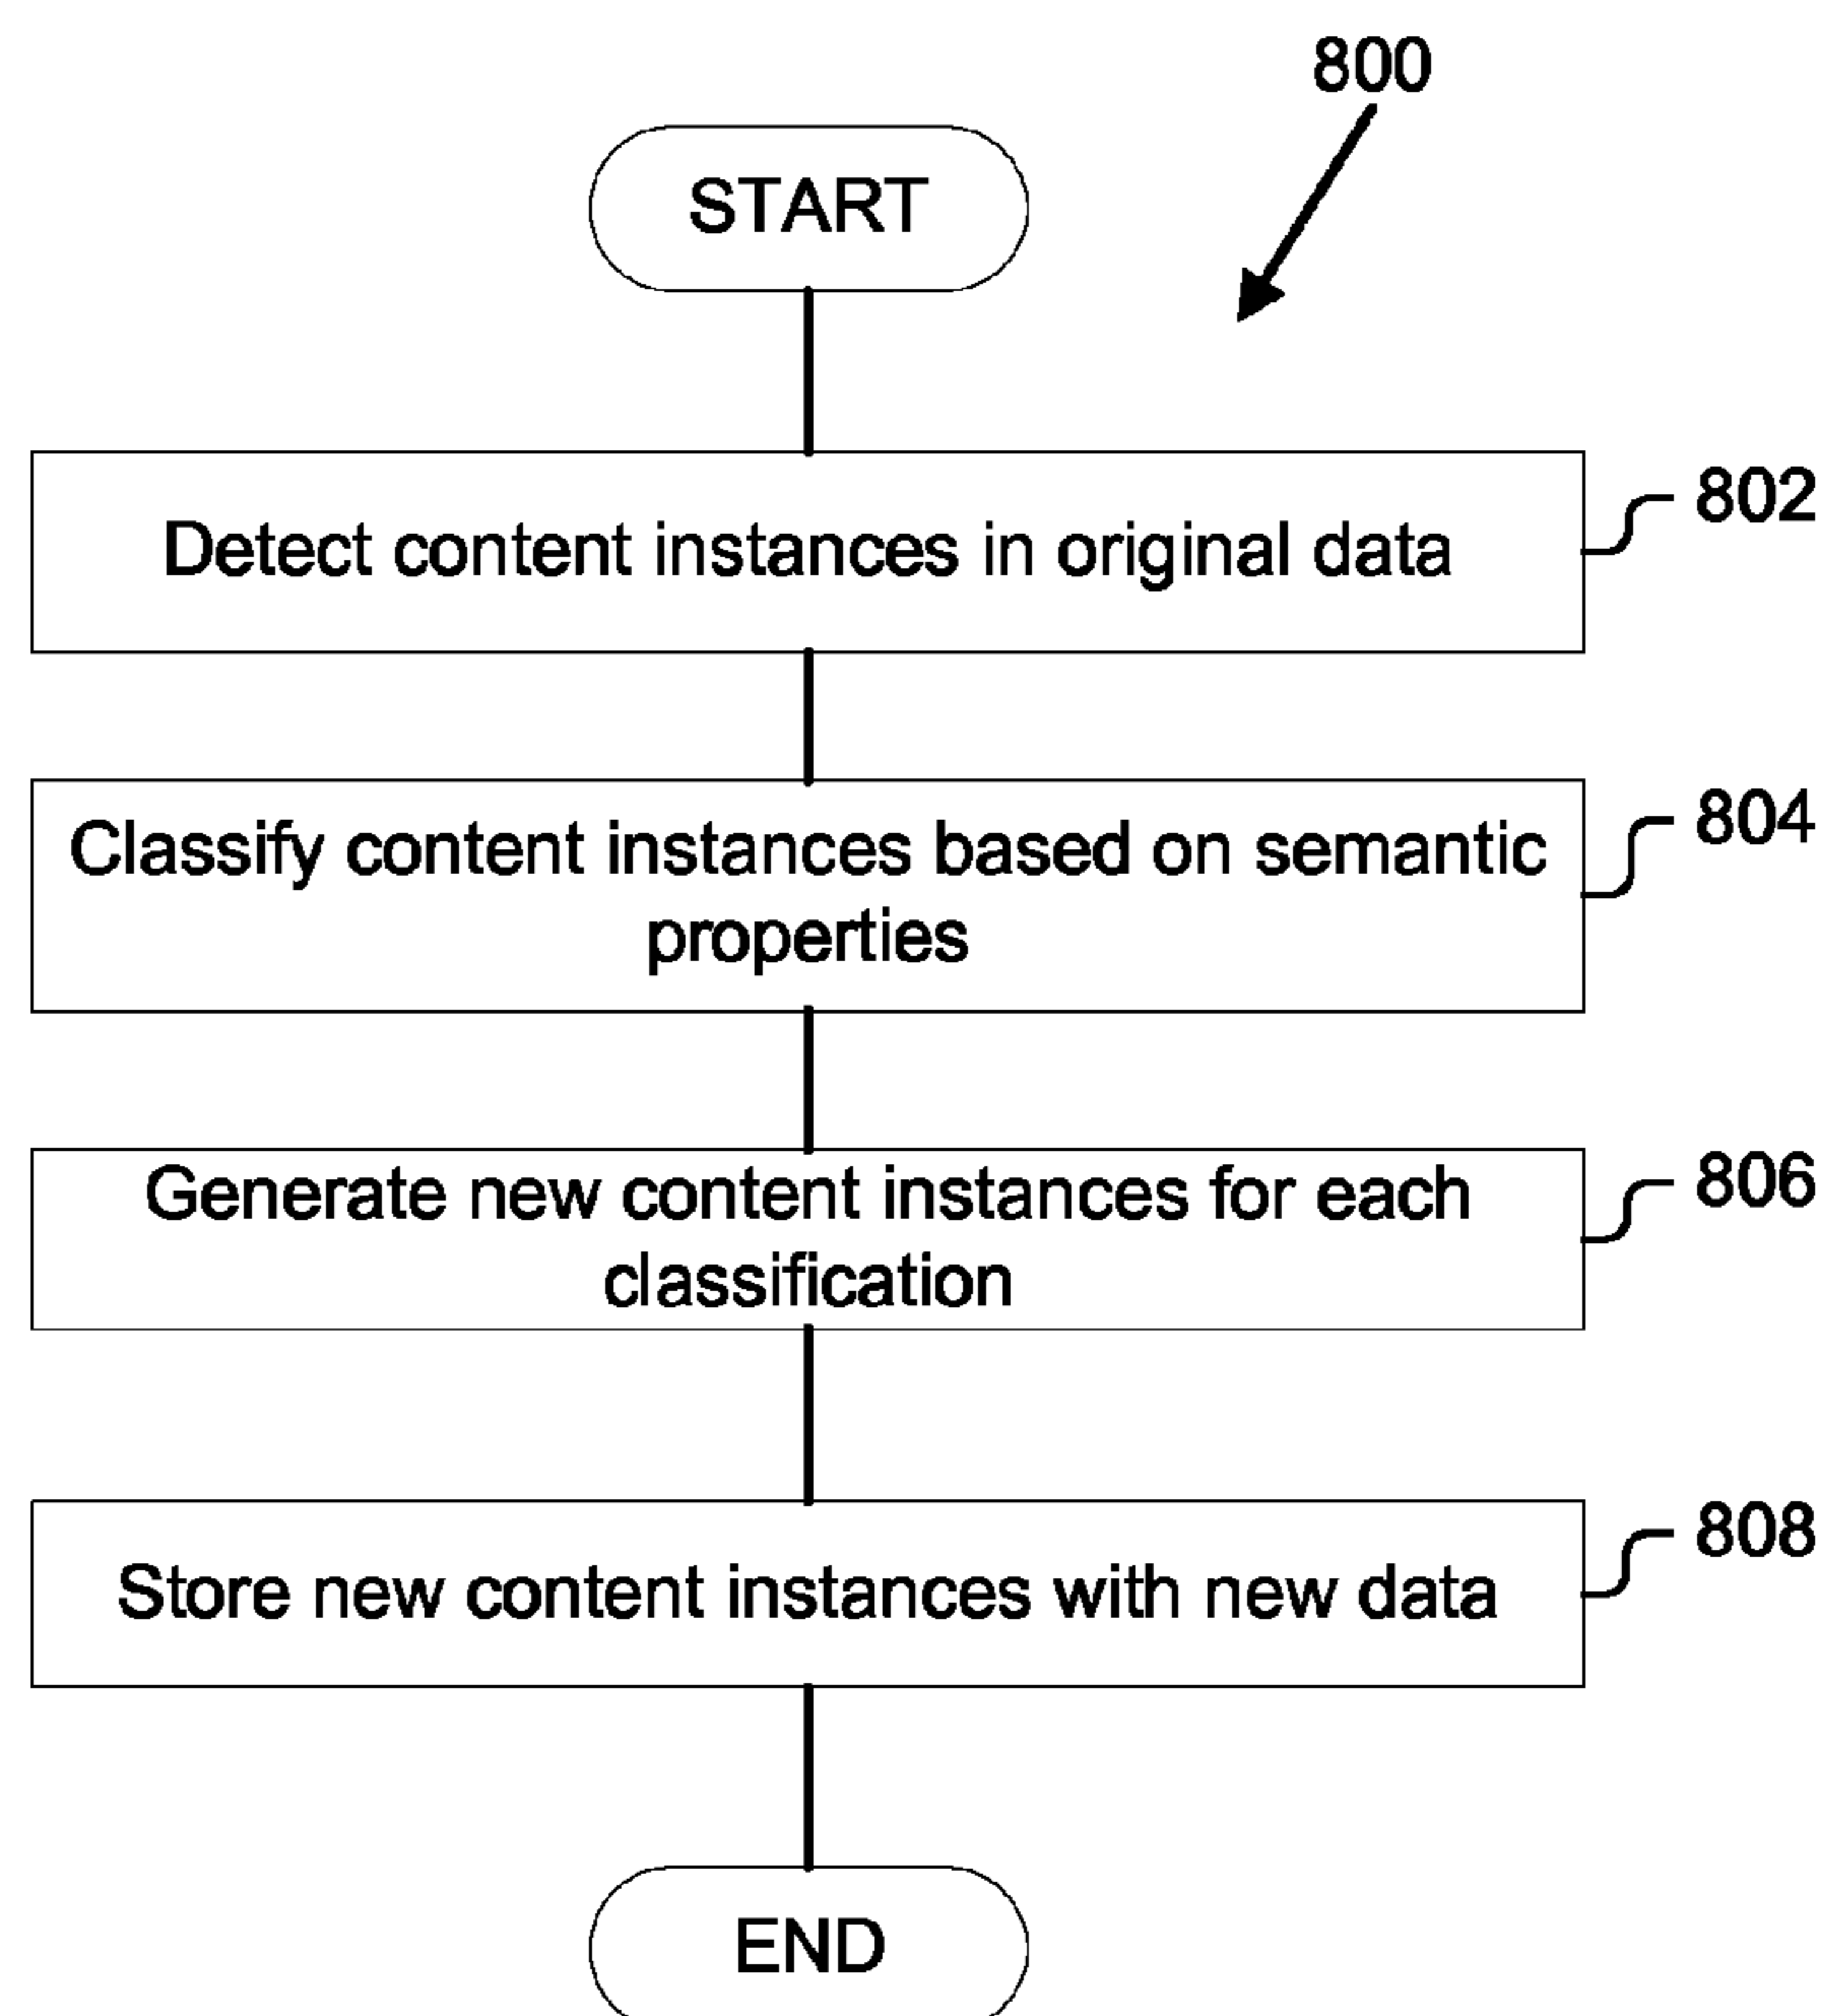 800
START
Detect content instances in original data
802
Classify content instances based on semantic
properties
804
Generate new content instances for each
classification
806
Store new content instances with new data
808
END